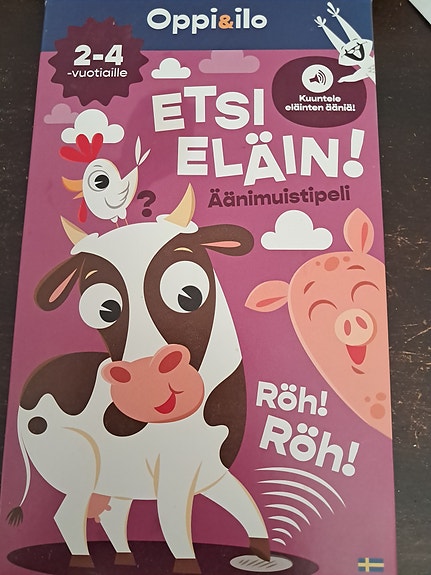 Oppi&ilo
2-4
-vuotiaille
Kuuntele
eläinten ääniä!
ETSI
ELÄIN!
Äänimuistipeli
?
Röh!
Röh!